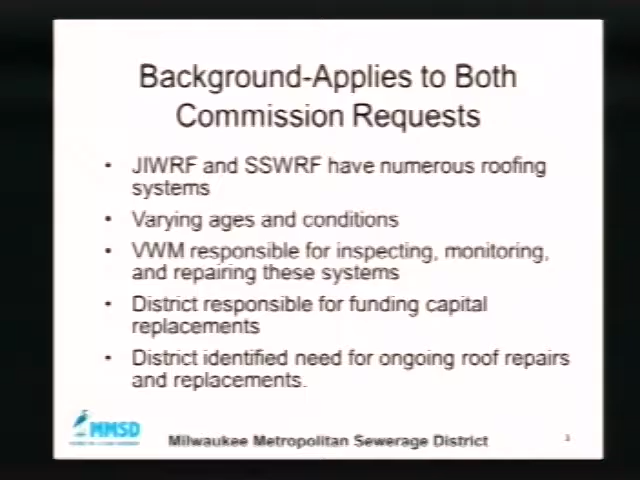 Background-Applies to Both
Commission Requests
• JIWRF and SSWRF have numerous roofing
systems
• Varying ages and conditions
• VWM responsible for inspecting, monitoring,
and repairing these systems
• District responsible for funding capital
replacements
• District identified need for ongoing roof repairs
and replacements.
MMSD
Milwaukee Metropolitan Sewerage District